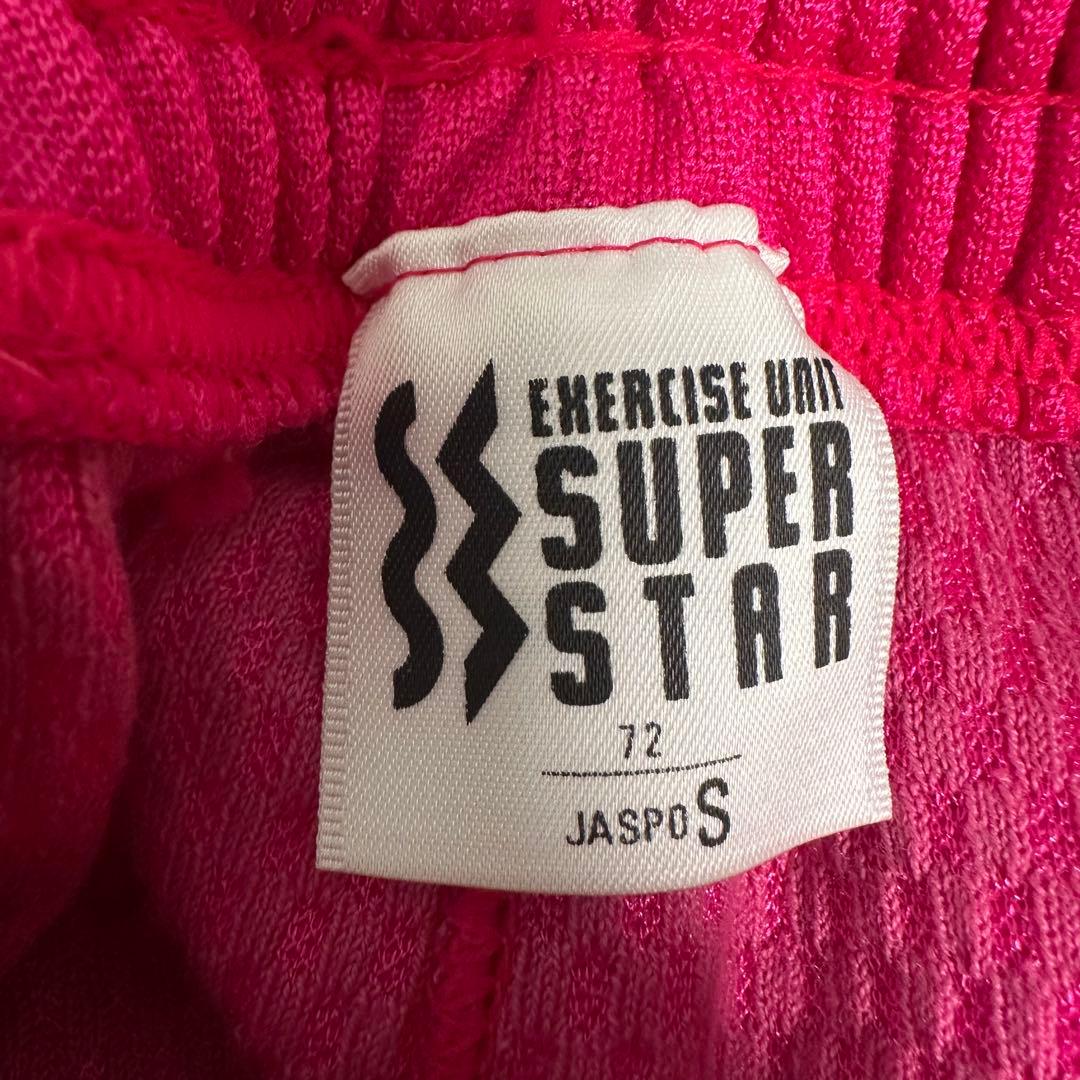 EXERCISE UNIT
SUPER
STAR
72
JASPO S